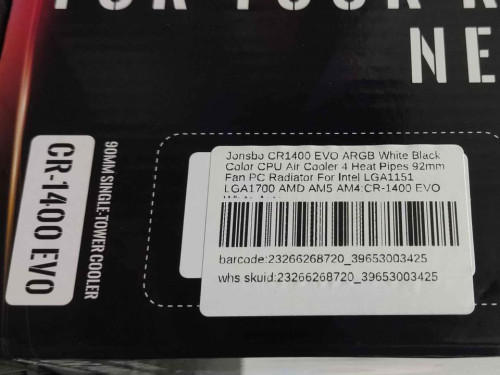 FOR YOUR
NE
CR-1400 EVO
90MM SINGLE-TOWER COOLER
Jonsbo CR1400 EVO ARGB White Black
Color CPU Air Cooler 4 Heat Pipes 92mm
Fan PC Radiator For Intel LGA1151
LGA1700 AMD AM5 AM4:CR-1400 EVO
barcode:23266268720_39653003425
whs skuid:23266268720_39653003425